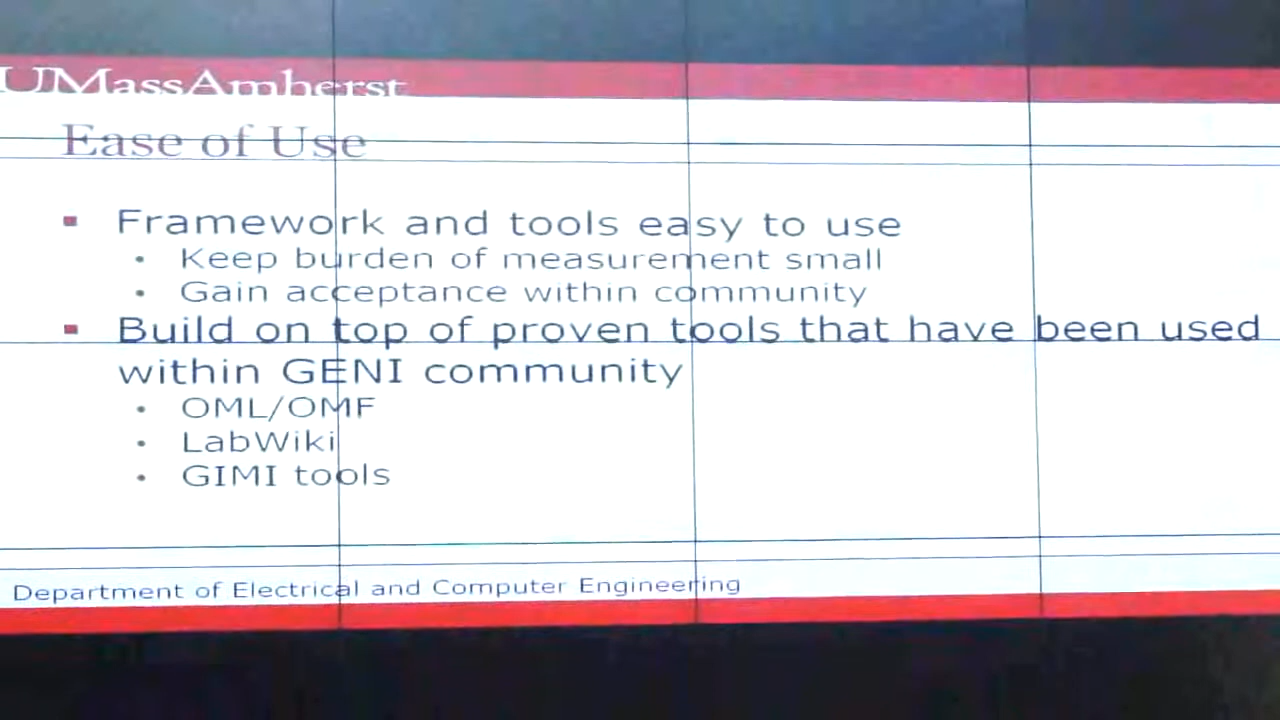 UMassAmherst
Ease of Use
Framework and tools easy to use
Keep burden of measurement small
Gain acceptance within community
Build on top of proven tools that have been used
within GENI community
OML/OMF
LabWiki
GIMI tools
Department of Electrical and Computer Engineering